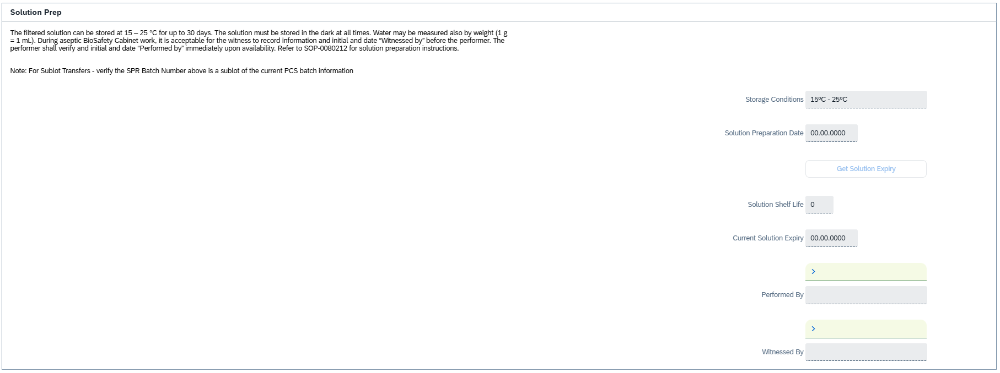 Solution Prep
The filtered solution can be stored at 15 – 25 °C for up to 30 days. The solution must be stored in the dark at all times. Water may be measured also by weight (1 g
= 1 mL). During aseptic BioSafety Cabinet work, it is acceptable for the witness to record information and initial and date “Witnessed by” before the performer. The
performer shall verify and initial and date “Performed by” immediately upon availability. Refer to SOP-0080212 for solution preparation instructions.
Note: For Sublot Transfers - verify the SPR Batch Number above is a sublot of the current PCS batch information
Storage Conditions 15ºC - 25ºC
Solution Preparation Date 00.00.0000
Get Solution Expiry
Solution Shelf Life 0
Current Solution Expiry 00.00.0000
Performed By
Witnessed By